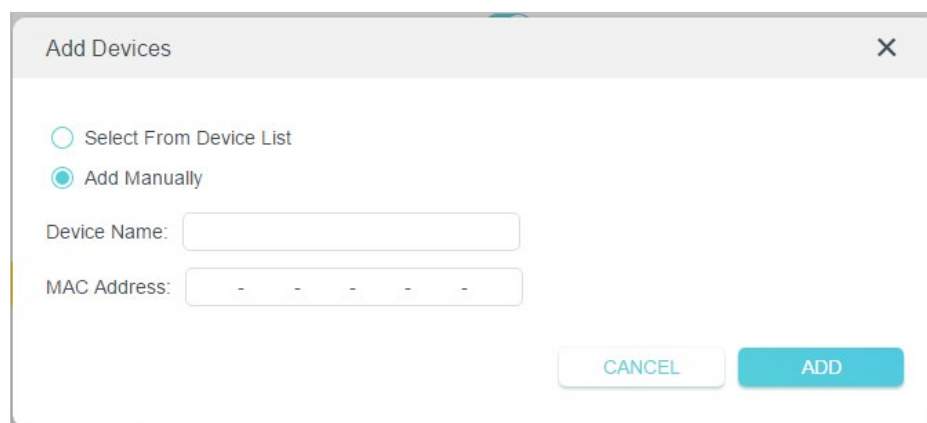 Add Devices
Select From Device List
Add Manually
Device Name:
MAC Address: - - - - -
CANCEL ADD